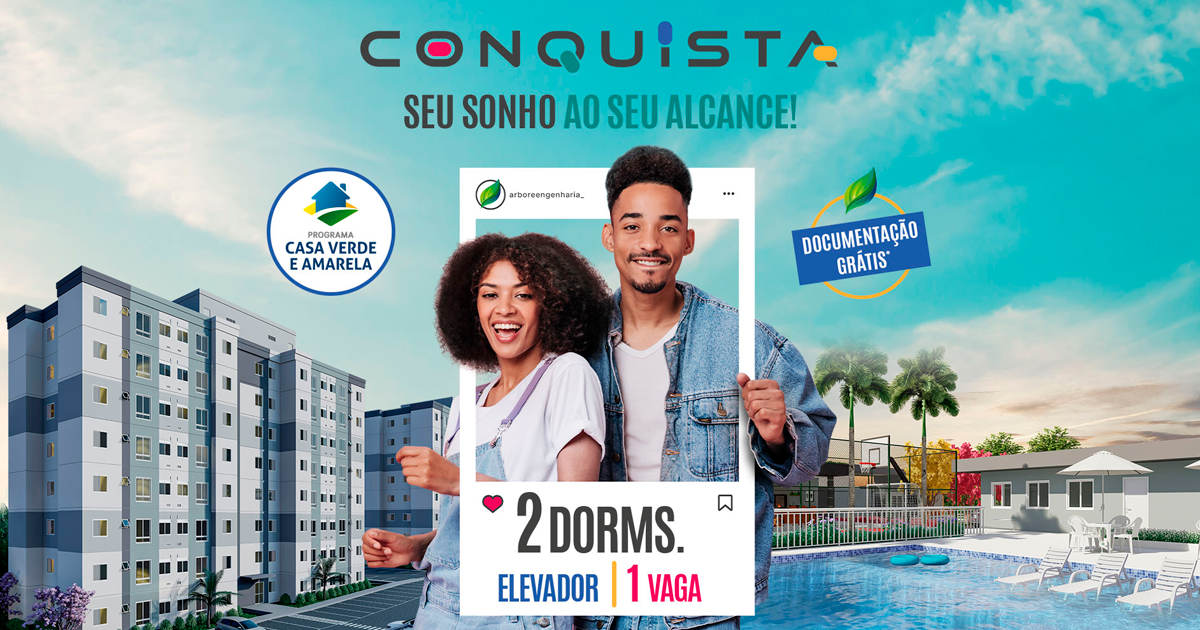 CONQUISTA
SEU SONHO AO SEU ALCANCE!
arboreengenharia_
PROGRAMA
CASA VERDE
E AMARELA
DOCUMENTAÇÃO
GRÁTIS*
2 DORMS.
ELEVADOR | 1 VAGA